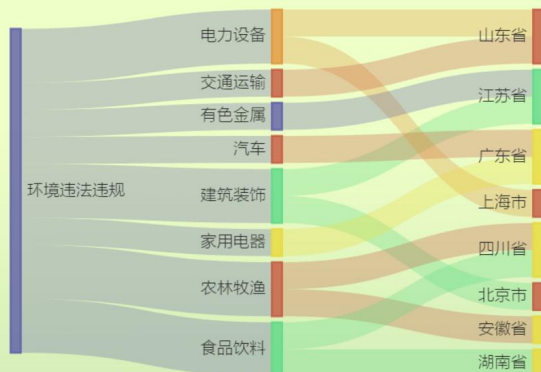 环境违法违规
电力设备
交通运输
有色金属
汽车
建筑装饰
家用电器
农林牧渔
食品饮料
山东省
江苏省
广东省
上海市
四川省
北京市
安徽省
湖南省